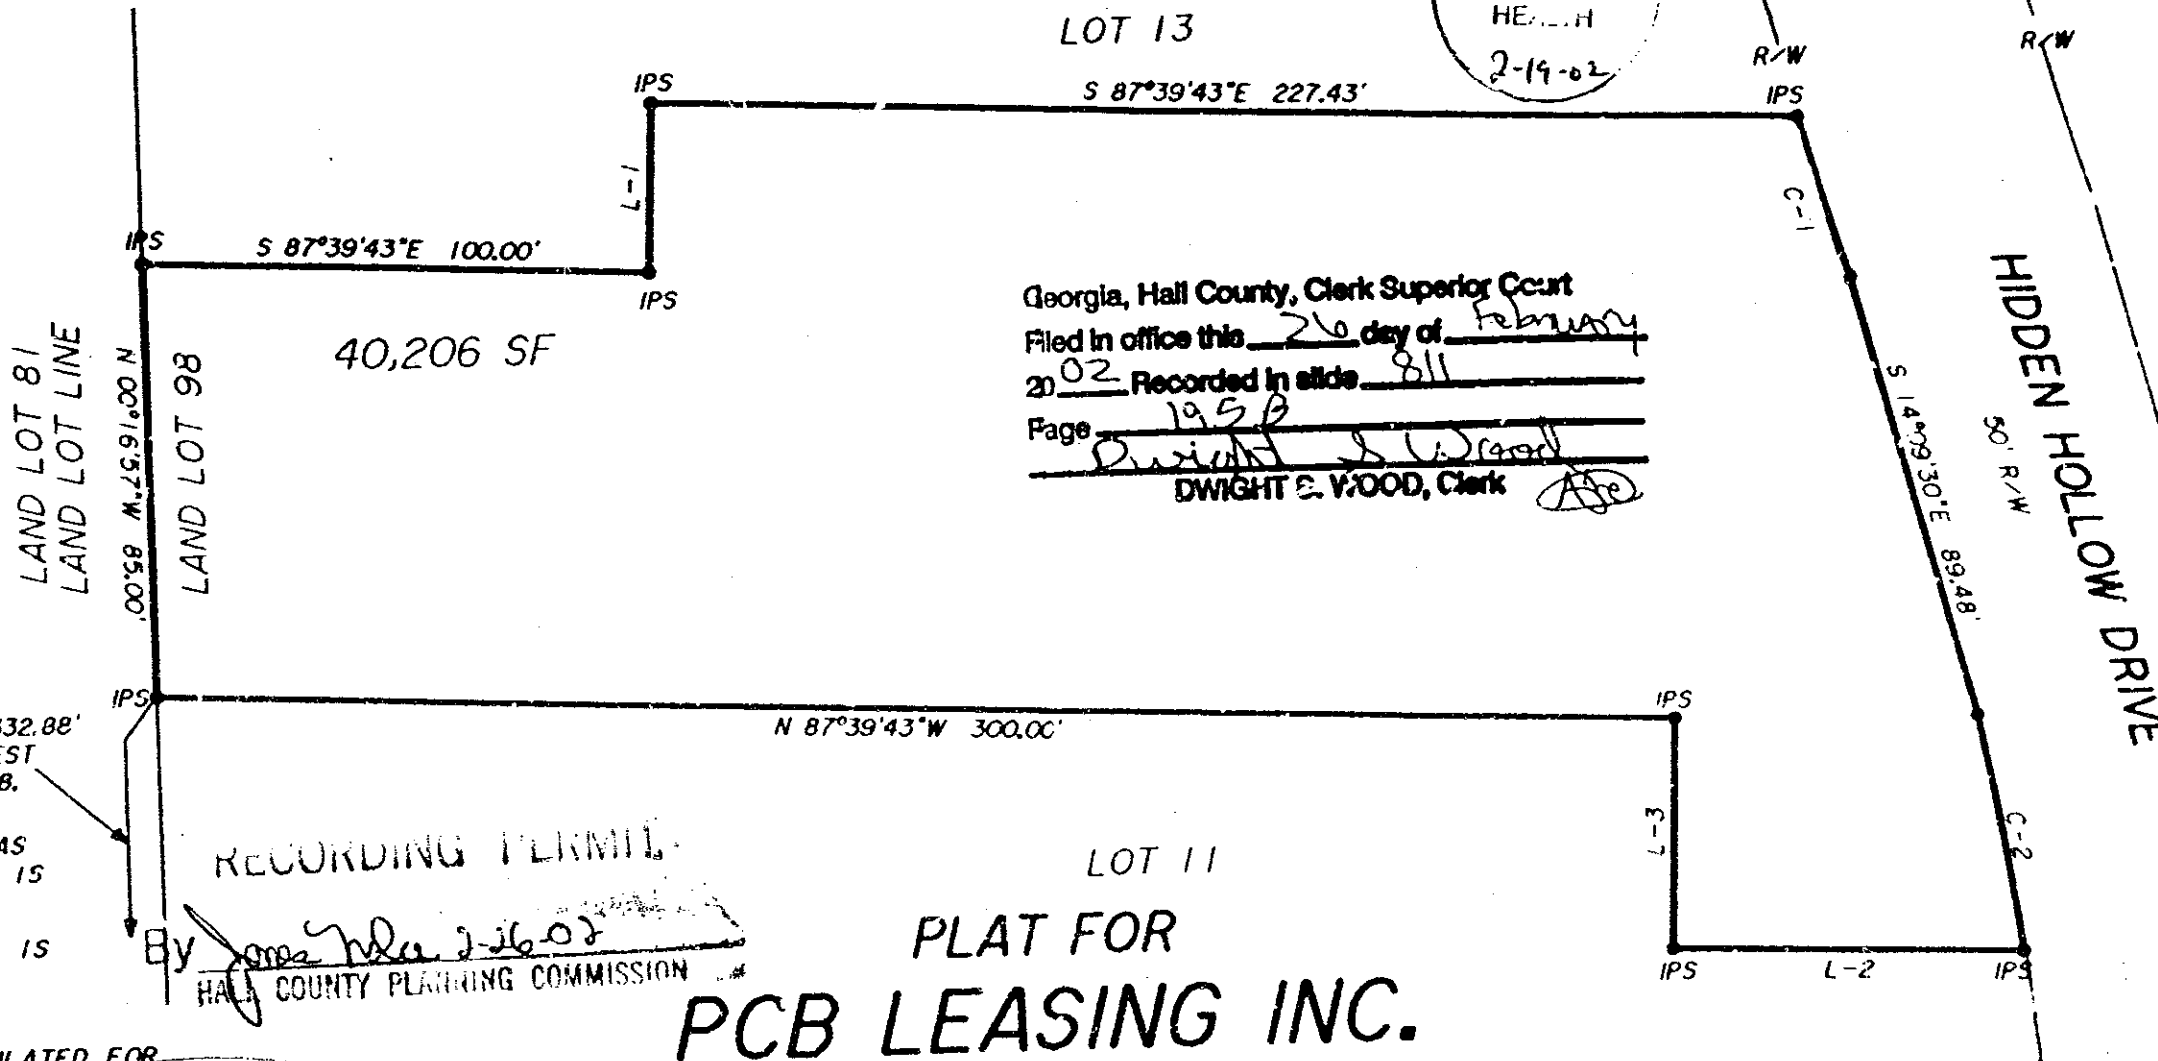 LOT 13
2-19-02
R/W
R/W
IPS
S 87°39'43"E 227.43'
IPS
L-1
C-1
IPS
S 87°39'43"E 100.00'
IPS
40,206 SF
LAND LOT 81
LAND LOT LINE
N 00°16'57"W 85.00'
LAND LOT 98
Georgia, Hall County, Clerk Superior Court
Filed in office this 26 day of February
2002 Recorded in slide 811
Page 195B
Dwight S Wood
DWIGHT S. WOOD, Clerk
HIDDEN HOLLOW DRIVE
50' R/W
S 14°09'30"E 89.48'
IPS
N 87°39'43"W 300.00'
IPS
32.88'
EST
8.
AS
IS
IS
L-3
C-2
LOT 11
RECORDING PERMIT
By 2-26-02
HALL COUNTY PLANNING COMMISSION
IPS
L-2
IPS
PLAT FOR
PCB LEASING INC.
LATED FOR